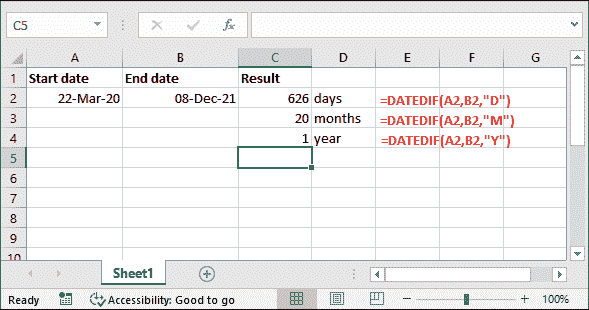 C5
fx
A B C D E F G
1 Start date End date Result
2 22-Mar-20 08-Dec-21 626 days =DATEDIF(A2,B2,"D")
3 20 months =DATEDIF(A2,B2,"M")
4 1 year =DATEDIF(A2,B2,"Y")
5
6
7
8
9
10
Sheet1
Ready Accessibility: Good to go 100%